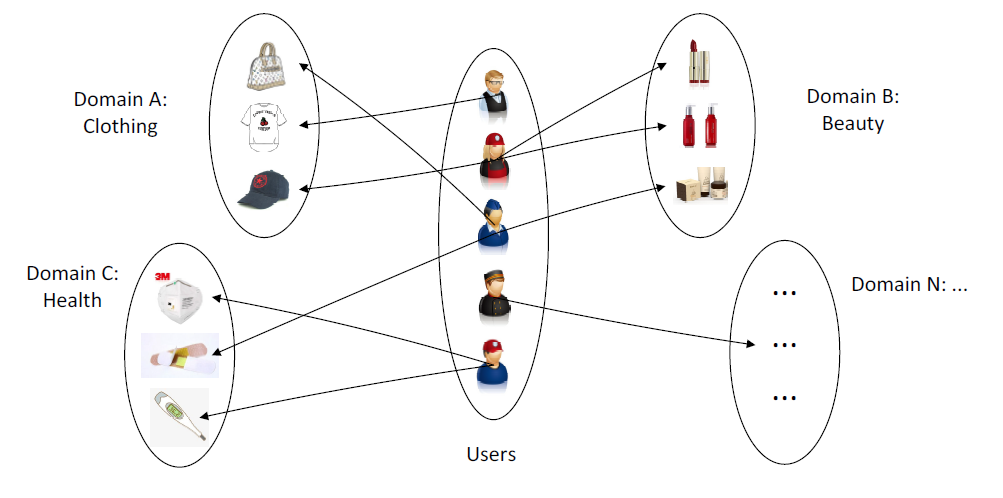 Domain A:
Clothing
Domain B:
Beauty
Domain C:
Health
3M
Domain N: ...
...
...
...
Users